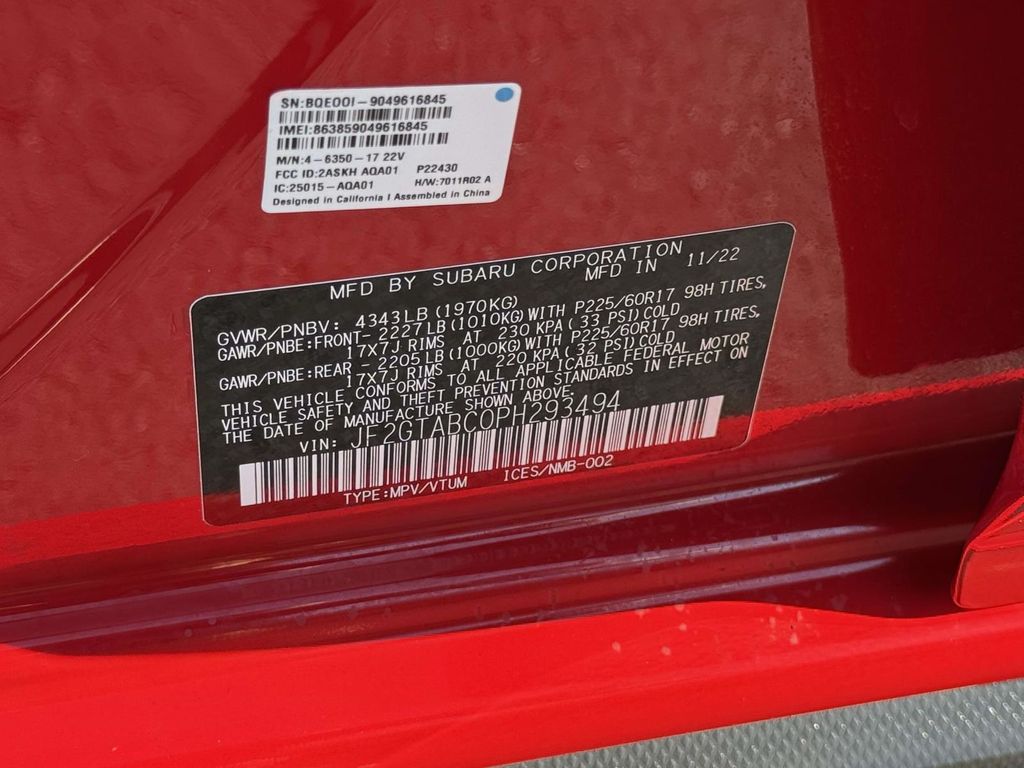 SN:BQE00I-9049616845
IMEI:863859049616845
M/N:4-6350-17 22V
FCC ID:2ASKH AQA01 P22430
IC:25015-AQA01 H/W:7011R02 A
Designed in California I Assembled in China
MFD BY SUBARU CORPORATION
MFD IN 11/22
GVWR/PNBV: 4343LB(1970KG)
GAWR/PNBE:FRONT- 2227LB(1010KG)WITH P225/60R17 98H TIRES,
17X7J RIMS AT 230 KPA(33 PSI)COLD
GAWR/PNBE:REAR - 2205LB(1000KG)WITH P225/60R17 98H TIRES,
17X7J RIMS AT 220 KPA(32 PSI)COLD
THIS VEHICLE CONFORMS TO ALL APPLICABLE FEDERAL MOTOR
VEHICLE SAFETY AND THEFT PREVENTION STANDARDS IN EFFECT ON
THE DATE OF MANUFACTURE SHOWN ABOVE.
VIN: JF2GTABC0PH293494
TYPE:MPV/VTUM ICES/NMB-002